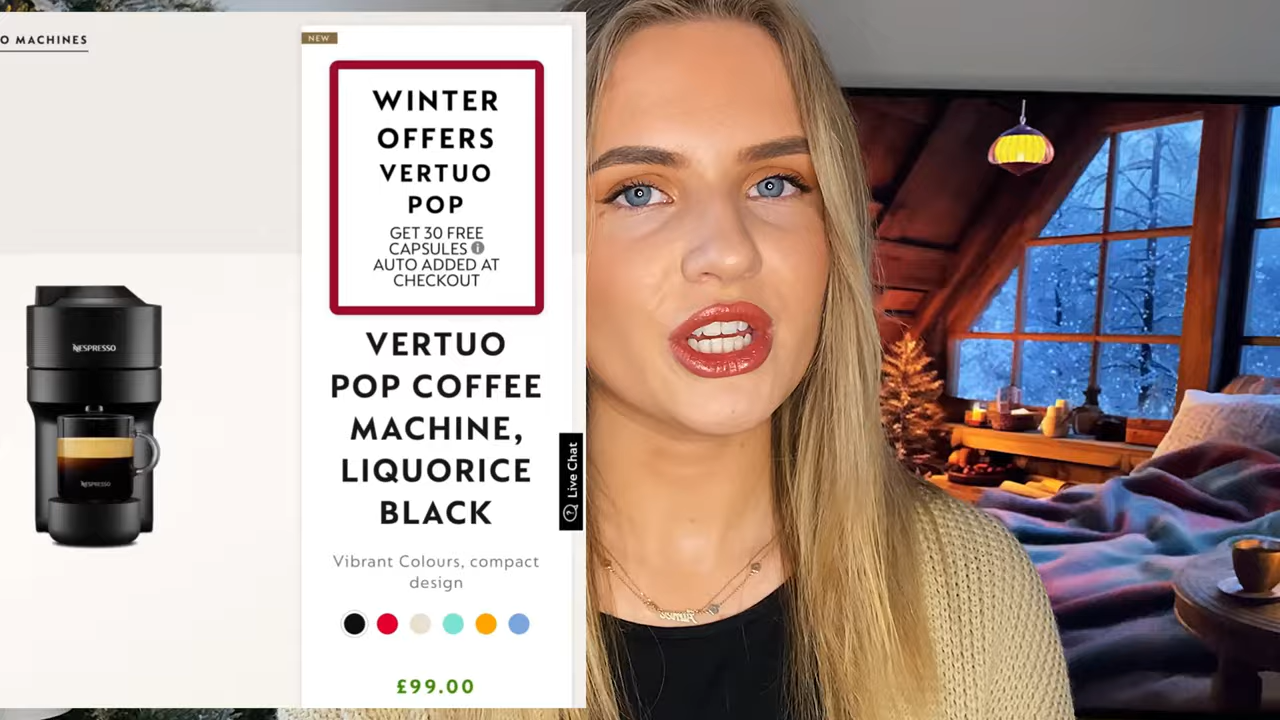 O MACHINES
NEW
WINTER
OFFERS
VERTUO
POP
GET 30 FREE
CAPSULES i
AUTO ADDED AT
CHECKOUT
NESPRESSO
NESPRESSO
VERTUO
POP COFFEE
MACHINE,
LIQUORICE
BLACK
? Live Chat
Vibrant Colours, compact
design
£99.00